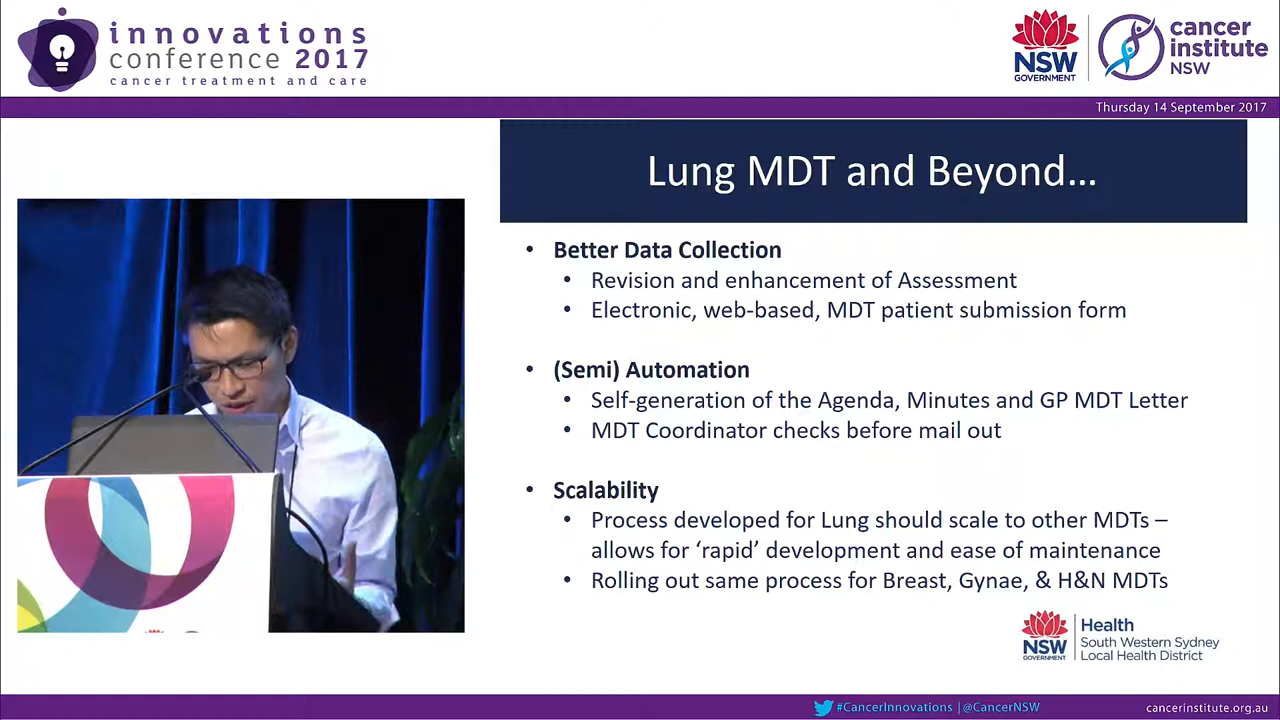 innovations
conference 2017
cancer treatment and care
NSW
GOVERNMENT
cancer
institute
NSW
Thursday 14 September 2017
Lung MDT and Beyond…
• Better Data Collection
• Revision and enhancement of Assessment
• Electronic, web-based, MDT patient submission form
• (Semi) Automation
• Self-generation of the Agenda, Minutes and GP MDT Letter
• MDT Coordinator checks before mail out
• Scalability
• Process developed for Lung should scale to other MDTs –
allows for ‘rapid’ development and ease of maintenance
• Rolling out same process for Breast, Gynae, & H&N MDTs
NSW
GOVERNMENT
Health
South Western Sydney
Local Health District
#CancerInnovations | @CancerNSW
cancerinstitute.org.au